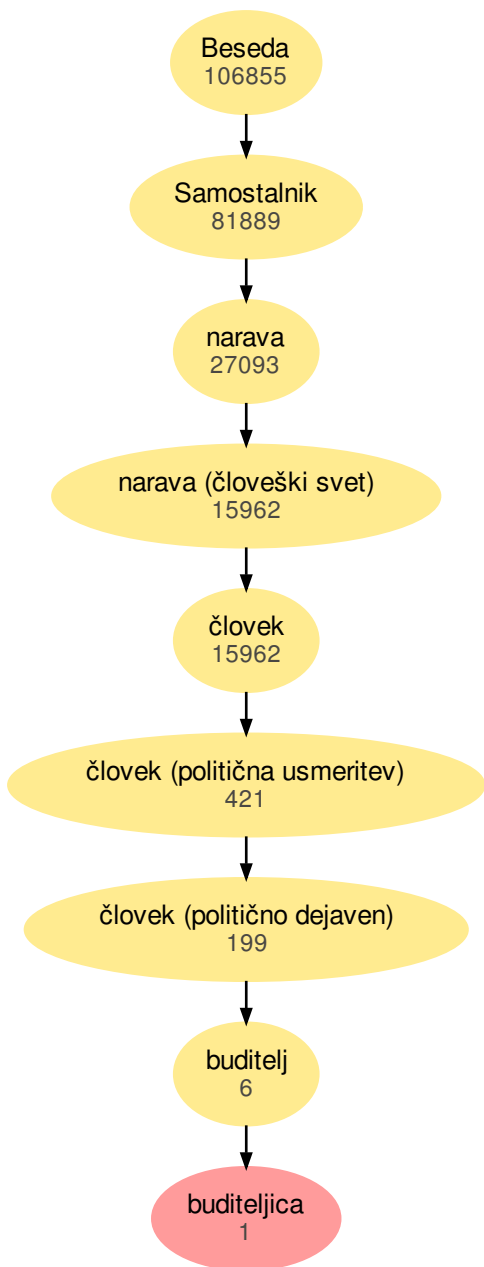 Beseda
106855
Samostalnik
81889
narava
27093
narava (človeški svet)
15962
človek
15962
človek (politična usmeritev)
421
človek (politično dejaven)
199
buditelj
6
buditeljica
1